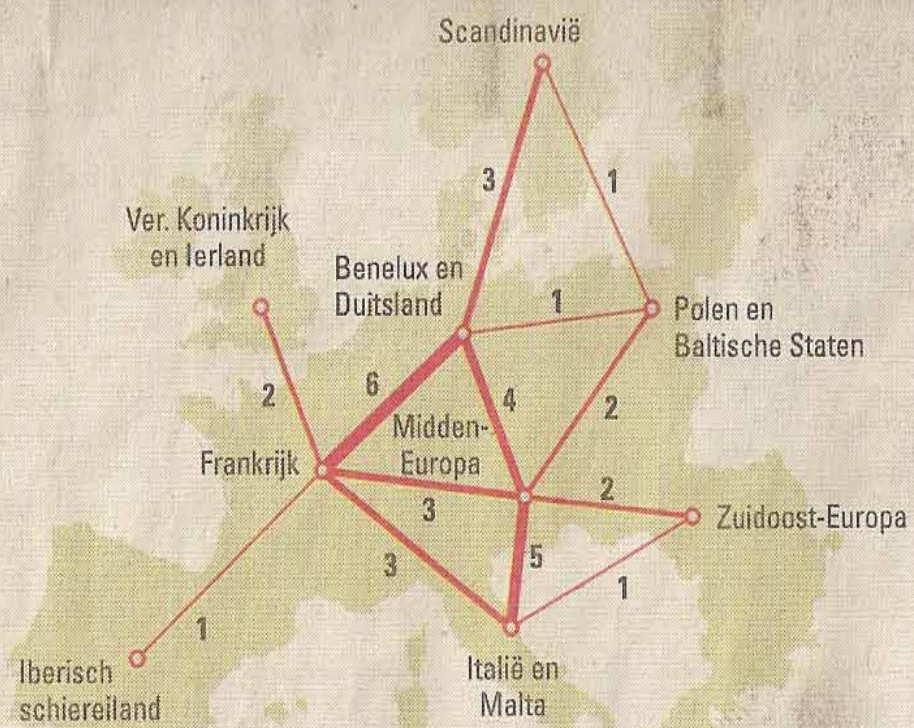 Scandinavië
3
1
Ver. Koninkrijk
en Ierland
Benelux en
Duitsland
1
Polen en
Baltische Staten
2
6
4
2
Midden-
Europa
Frankrijk
3
2
Zuidoost-Europa
3
5
1
1
Iberisch
schiereiland
Italië en
Malta